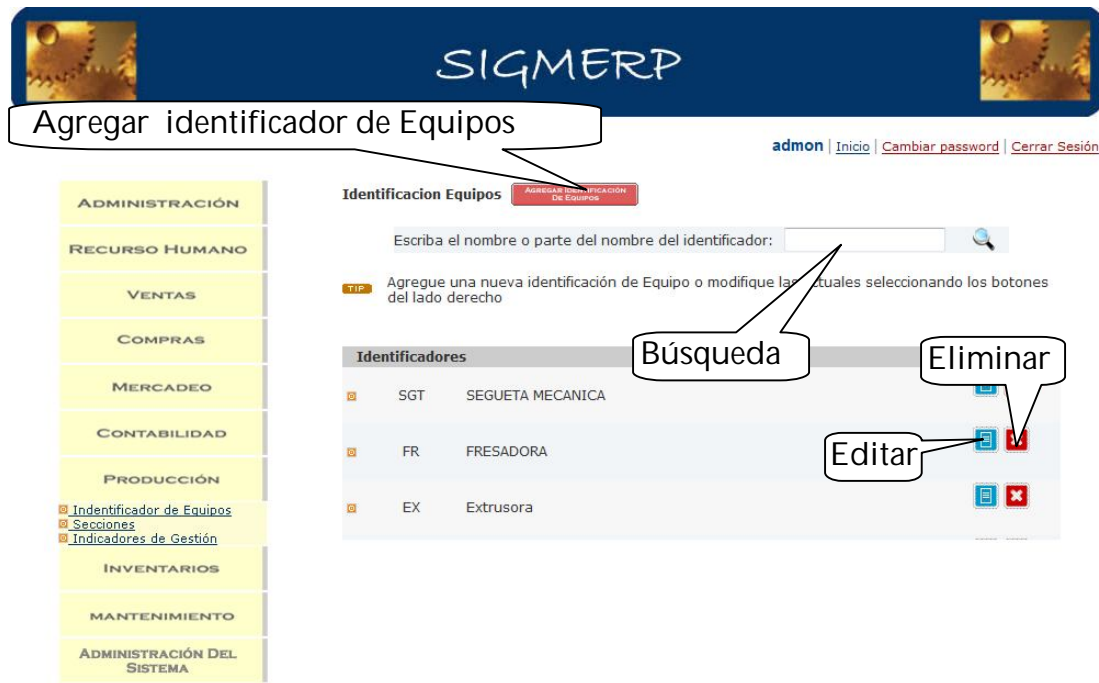 SIGMERP
Agregar identificador de Equipos
admon | Inicio | Cambiar password | Cerrar Sesión
ADMINISTRACIÓN
RECURSO HUMANO
VENTAS
COMPRAS
MERCADEO
CONTABILIDAD
PRODUCCIÓN
Indentificador de Equipos
Secciones
Indicadores de Gestión
INVENTARIOS
MANTENIMIENTO
ADMINISTRACIÓN DEL
SISTEMA
Identificacion Equipos
AGREGAR IDENTIFICACIÓN
DE EQUIPOS
Escriba el nombre o parte del nombre del identificador:
TIP
Agregue una nueva identificación de Equipo o modifique las actuales seleccionando los botones
del lado derecho
Búsqueda
Eliminar
Identificadores
SGT SEGUETA MECANICA
Editar
FR FRESADORA
EX Extrusora